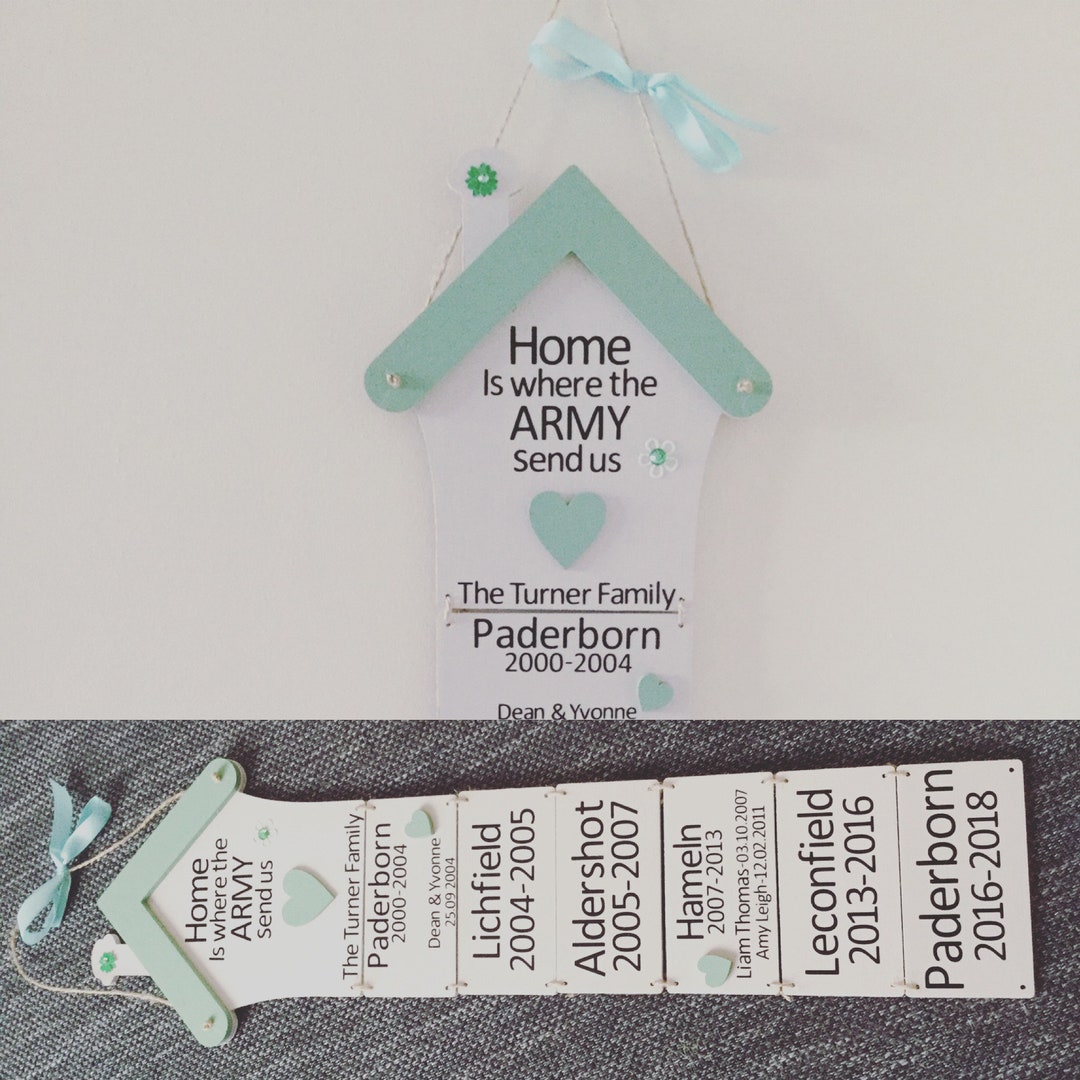 Home
Is where the
ARMY
send us
The Turner Family
Paderborn
2000-2004
Dean & Yvonne
Home
Is where the
ARMY
send us
The Turner Family
Paderborn
2000-2004
Dean & Yvonne
25.09.2004
Lichfield
2004-2005
Aldershot
2005-2007
Hameln
2007-2013
Liam Thomas-03.10.2007
Amy Leigh-12.02.2011
Leconfield
2013-2016
Paderborn
2016-2018